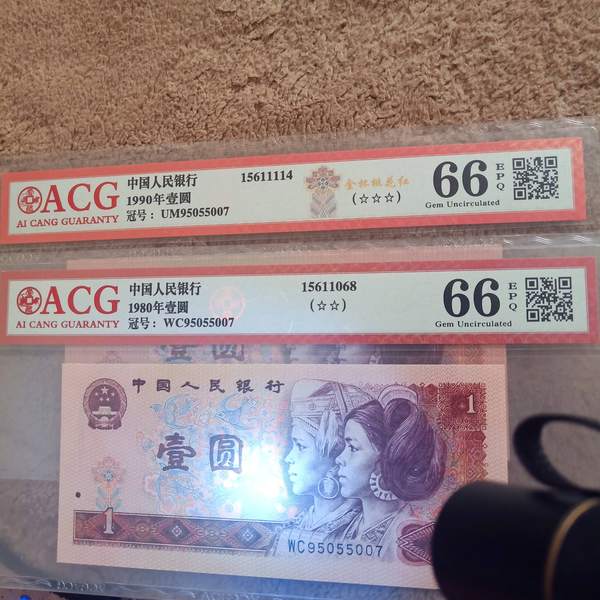 ACG
AI CANG GUARANTY
中国人民银行
1990年壹圆
冠号: UM95055007
15611114
金杯桃花红
(☆☆☆)
66
EPQ
Gem Uncirculated
ACG
AI CANG GUARANTY
中国人民银行
1980年壹圆
冠号: WC95055007
15611068
(☆☆)
66
EPQ
Gem Uncirculated
壹圆
中国人民银行
1
壹圆
1
WC95055007